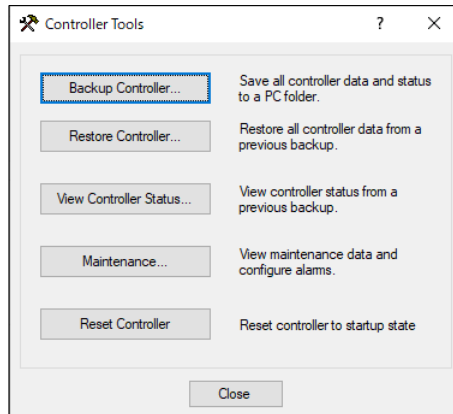 Controller Tools
?
Backup Controller...
Save all controller data and status
to a PC folder.
Restore Controller...
Restore all controller data from a
previous backup.
View Controller Status...
View controller status from a
previous backup.
Maintenance...
View maintenance data and
configure alarms.
Reset Controller
Reset controller to startup state
Close